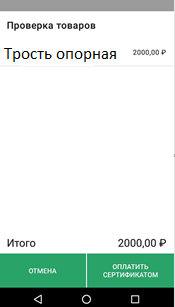 Проверка товаров
Трость опорная 2000,00 ₽
Итого 2000,00 ₽
ОТМЕНА
ОПЛАТИТЬ
СЕРТИФИКАТОМ